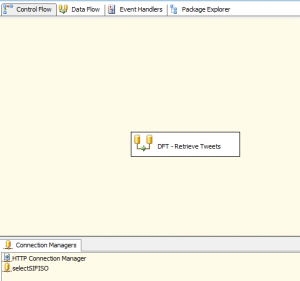 Control Flow Data Flow Event Handlers Package Explorer
DFT - Retrieve Tweets
Connection Managers
HTTP Connection Manager
selectSIFISO